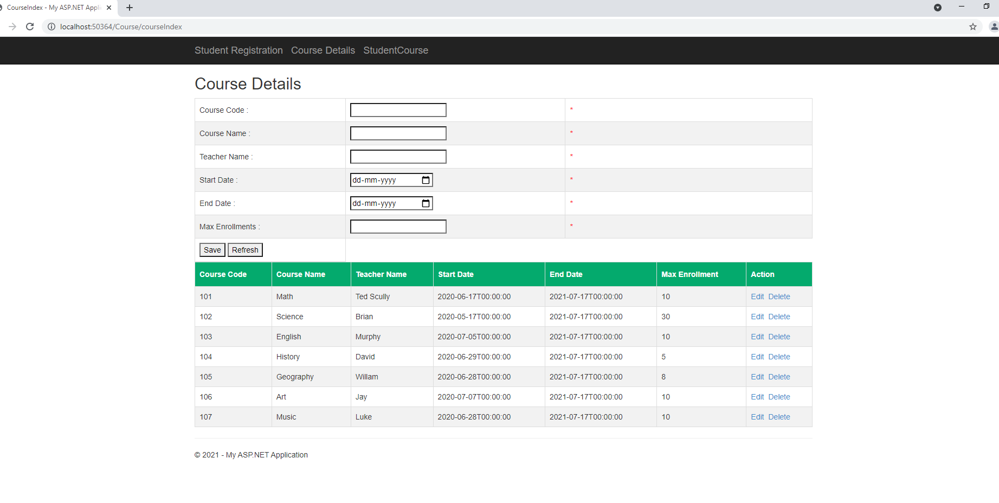 CourseIndex - My ASP.NET Appli
localhost:50364/Course/courseIndex
Student Registration Course Details StudentCourse
Course Details
Course Code : *
Course Name : *
Teacher Name : *
Start Date : dd-mm-yyyy *
End Date : dd-mm-yyyy *
Max Enrollments : *
Save Refresh
Course Code Course Name Teacher Name Start Date End Date Max Enrollment Action
101 Math Ted Scully 2020-06-17T00:00:00 2021-07-17T00:00:00 10 Edit Delete
102 Science Brian 2020-05-17T00:00:00 2021-07-17T00:00:00 30 Edit Delete
103 English Murphy 2020-07-05T00:00:00 2021-07-17T00:00:00 10 Edit Delete
104 History David 2020-06-29T00:00:00 2021-07-17T00:00:00 5 Edit Delete
105 Geography Willam 2020-06-28T00:00:00 2021-07-17T00:00:00 8 Edit Delete
106 Art Jay 2020-07-07T00:00:00 2021-07-17T00:00:00 10 Edit Delete
107 Music Luke 2020-06-28T00:00:00 2021-07-17T00:00:00 10 Edit Delete
© 2021 - My ASP.NET Application